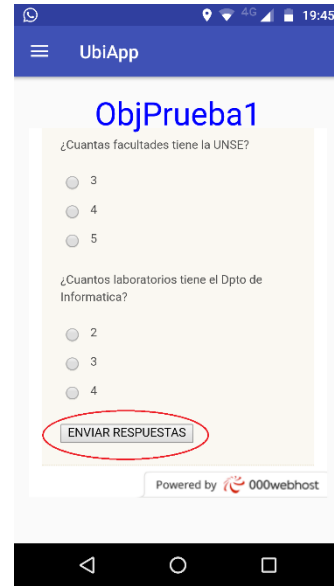 4G 19:45
UbiApp
ObjPrueba1
¿Cuantas facultades tiene la UNSE?
3
4
5
¿Cuantos laboratorios tiene el Dpto de
Informatica?
2
3
4
ENVIAR RESPUESTAS
Powered by 000webhost